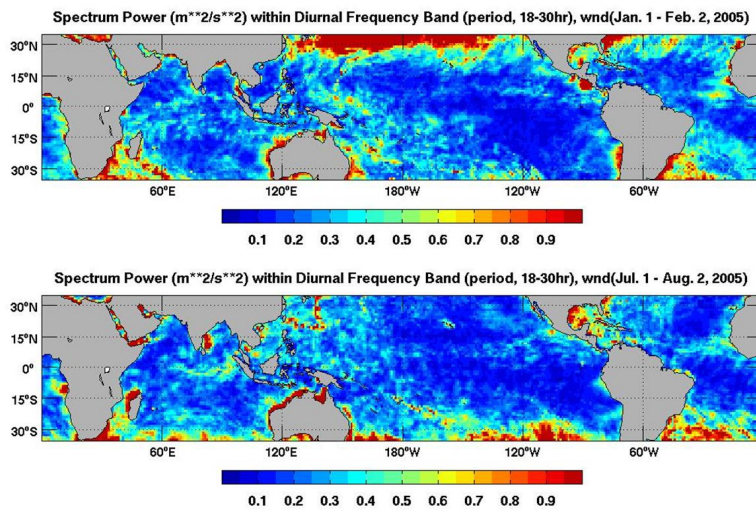 Spectrum Power (m**2/s**2) within Diurnal Frequency Band (period, 18-30hr), wnd(Jan. 1 - Feb. 2, 2005)
30°N
15°N
0°
15°S
30°S
60°E 120°E 180°W 120°W 60°W
0.1 0.2 0.3 0.4 0.5 0.6 0.7 0.8 0.9
Spectrum Power (m**2/s**2) within Diurnal Frequency Band (period, 18-30hr), wnd(Jul. 1 - Aug. 2, 2005)
30°N
15°N
0°
15°S
30°S
60°E 120°E 180°W 120°W 60°W
0.1 0.2 0.3 0.4 0.5 0.6 0.7 0.8 0.9